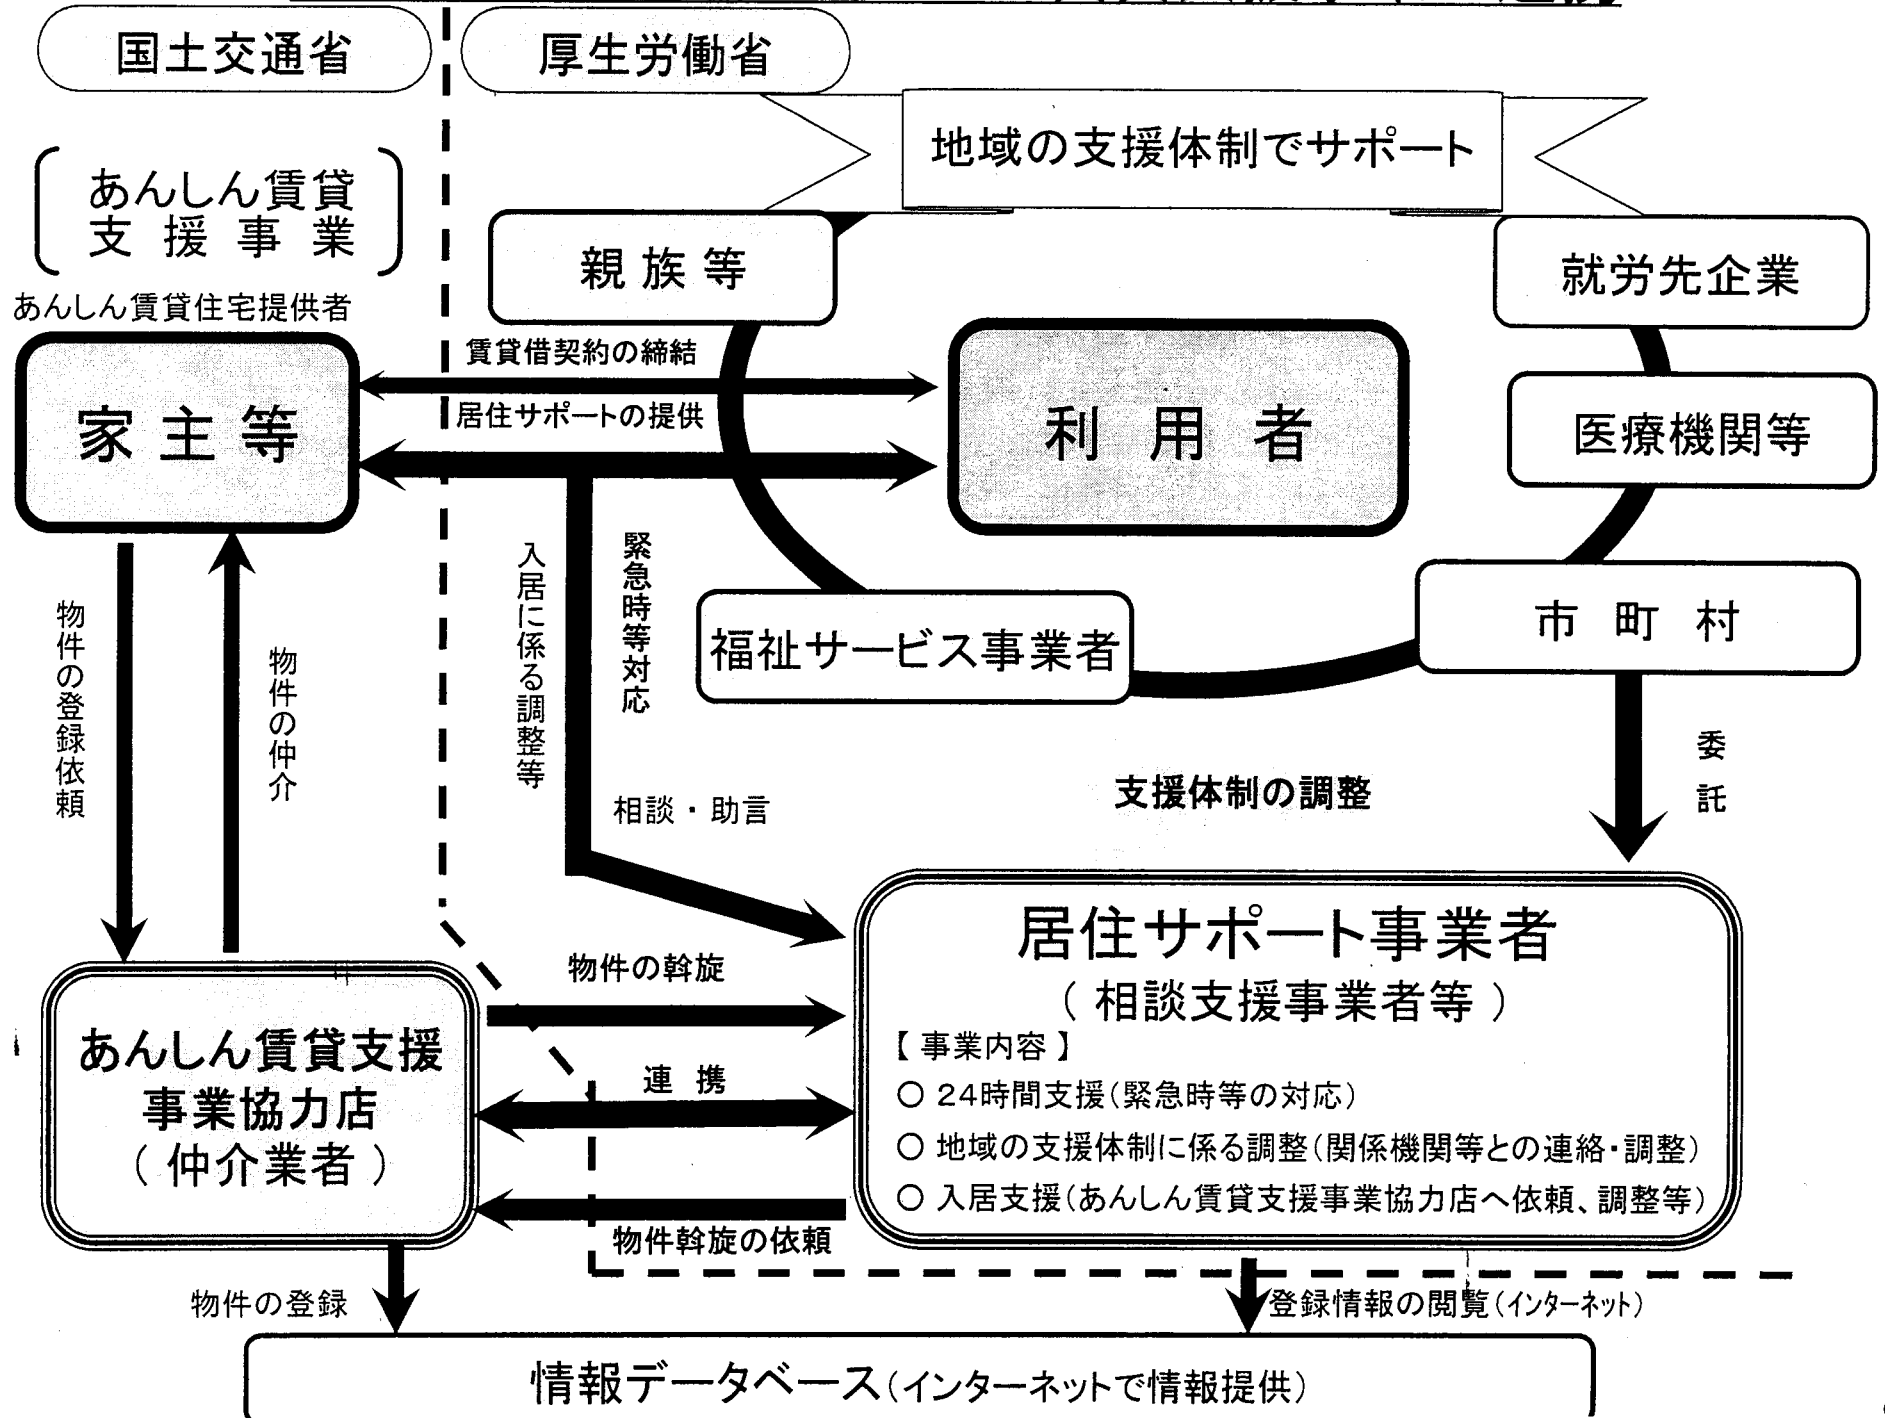 国土交通省
厚生労働省
地域の支援体制でサポート
あんしん賃貸
支援事業
あんしん賃貸住宅提供者
家主等
親族等
就労先企業
賃貸借契約の締結
居住サポートの提供
利用者
医療機関等
市町村
福祉サービス事業者
物件の登録依頼
物件の仲介
入居に係る調整等
緊急時等対応
相談・助言
支援体制の調整
委託
居住サポート事業者
（相談支援事業者等）
【事業内容】
○ 24時間支援（緊急時等の対応）
○ 地域の支援体制に係る調整（関係機関等との連絡・調整）
○ 入居支援（あんしん賃貸支援事業協力店へ依頼、調整等）
物件の斡旋
連携
物件斡旋の依頼
あんしん賃貸支援
事業協力店
（仲介業者）
物件の登録
登録情報の閲覧（インターネット）
情報データベース（インターネットで情報提供）